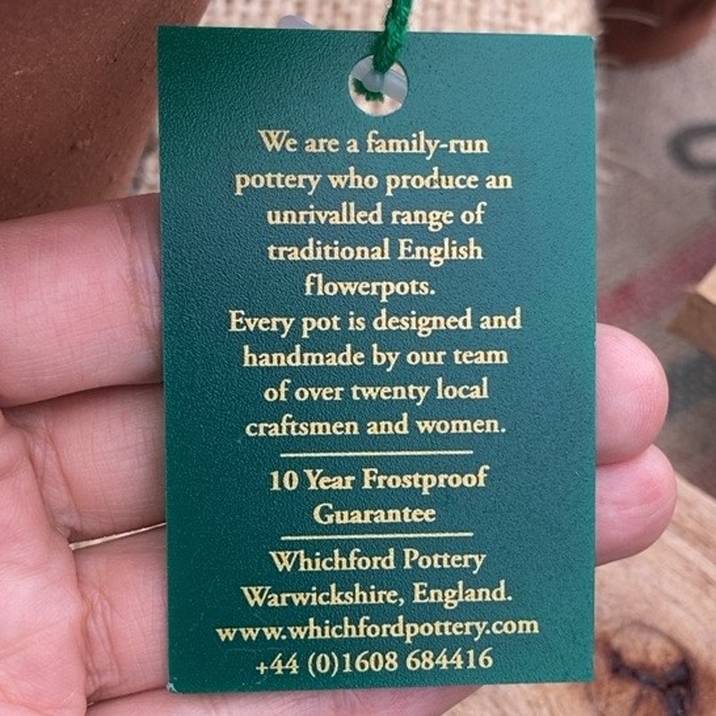 We are a family-run
pottery who produce an
unrivalled range of
traditional English
flowerpots.
Every pot is designed and
handmade by our team
of over twenty local
craftsmen and women.
10 Year Frostproof
Guarantee
Whichford Pottery
Warwickshire, England.
www.whichfordpottery.com
+44 (0)1608 684416